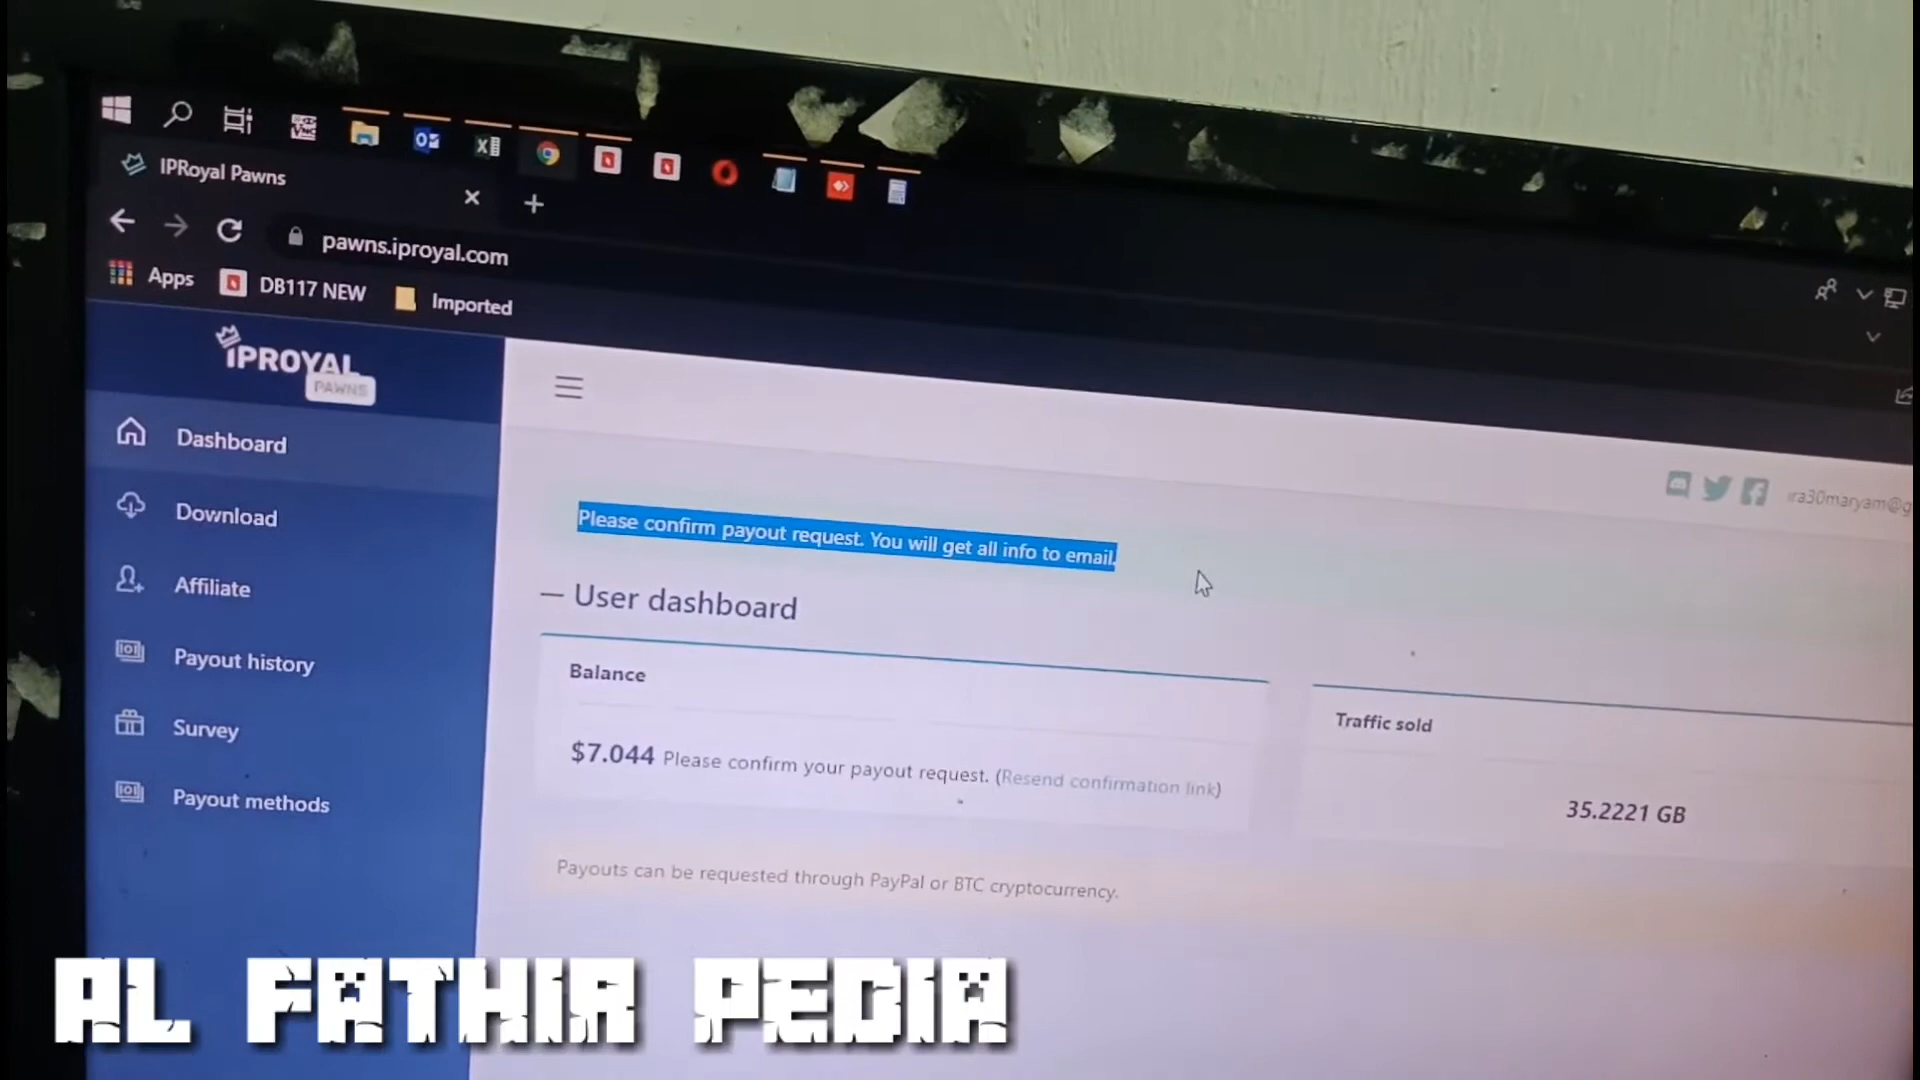 IPRoyal Pawns
pawns.iproyal.com
Apps
DB117 NEW
Imported
IPROYAL
PAWNS
Dashboard
Download
Affiliate
Payout history
Survey
Payout methods
ira30maryam@g
Please confirm payout request. You will get all info to email.
User dashboard
Balance
$7.044 Please confirm your payout request. (Resend confirmation link)
Traffic sold
35.2221 GB
Payouts can be requested through PayPal or BTC cryptocurrency.
AL FATHIR PEDIA